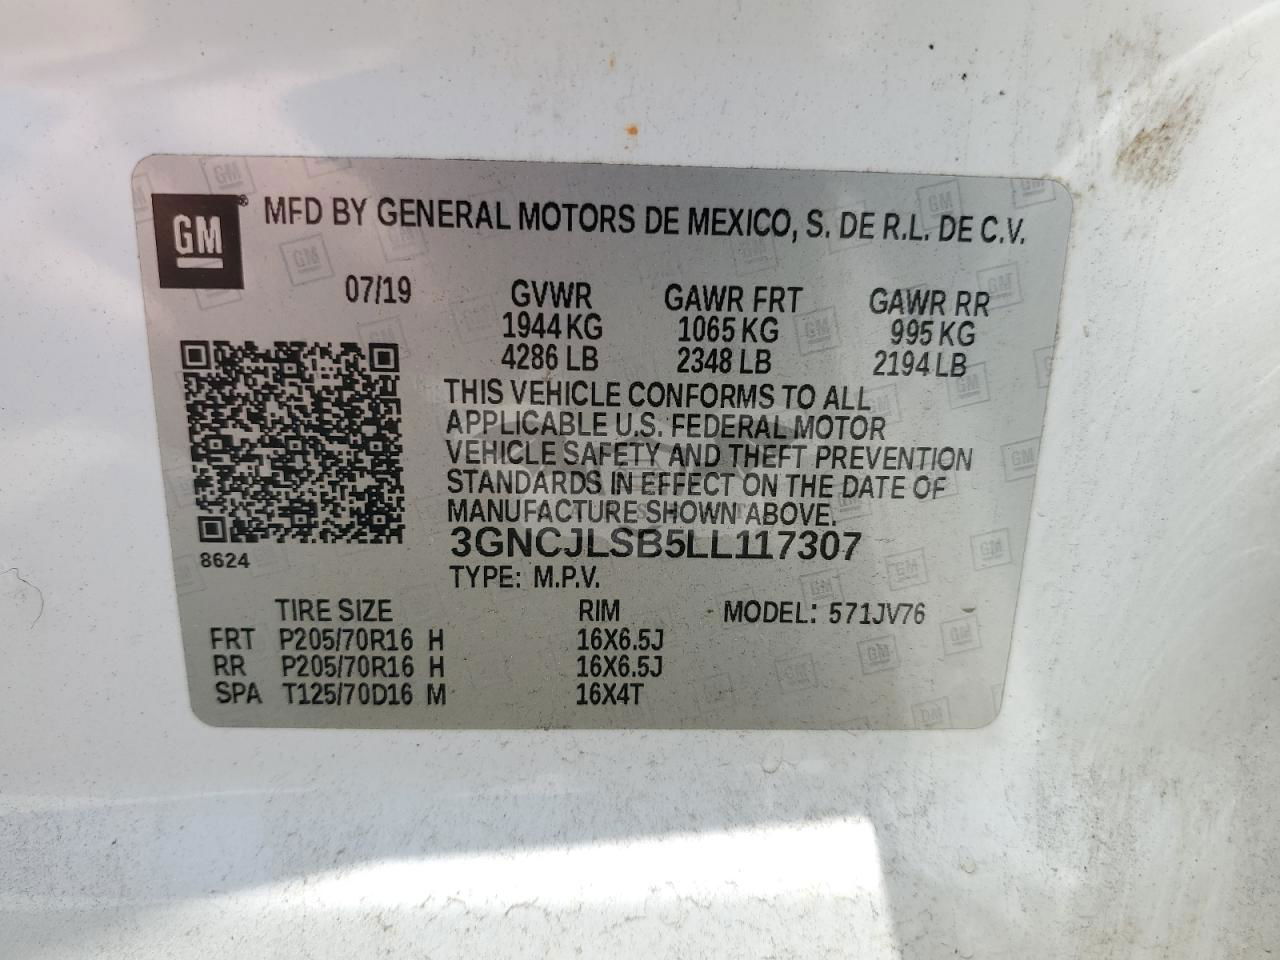 GM® MFD BY GENERAL MOTORS DE MEXICO, S. DE R.L. DE C.V.
07/19 GVWR GAWR FRT GAWR RR
1944 KG 1065 KG 995 KG
4286 LB 2348 LB 2194 LB
THIS VEHICLE CONFORMS TO ALL
APPLICABLE U.S. FEDERAL MOTOR
VEHICLE SAFETY AND THEFT PREVENTION
STANDARDS IN EFFECT ON THE DATE OF
MANUFACTURE SHOWN ABOVE.
3GNCJLSB5LL117307
8624
TYPE: M.P.V.
TIRE SIZE RIM MODEL: 571JV76
FRT P205/70R16 H 16X6.5J
RR P205/70R16 H 16X6.5J
SPA T125/70D16 M 16X4T